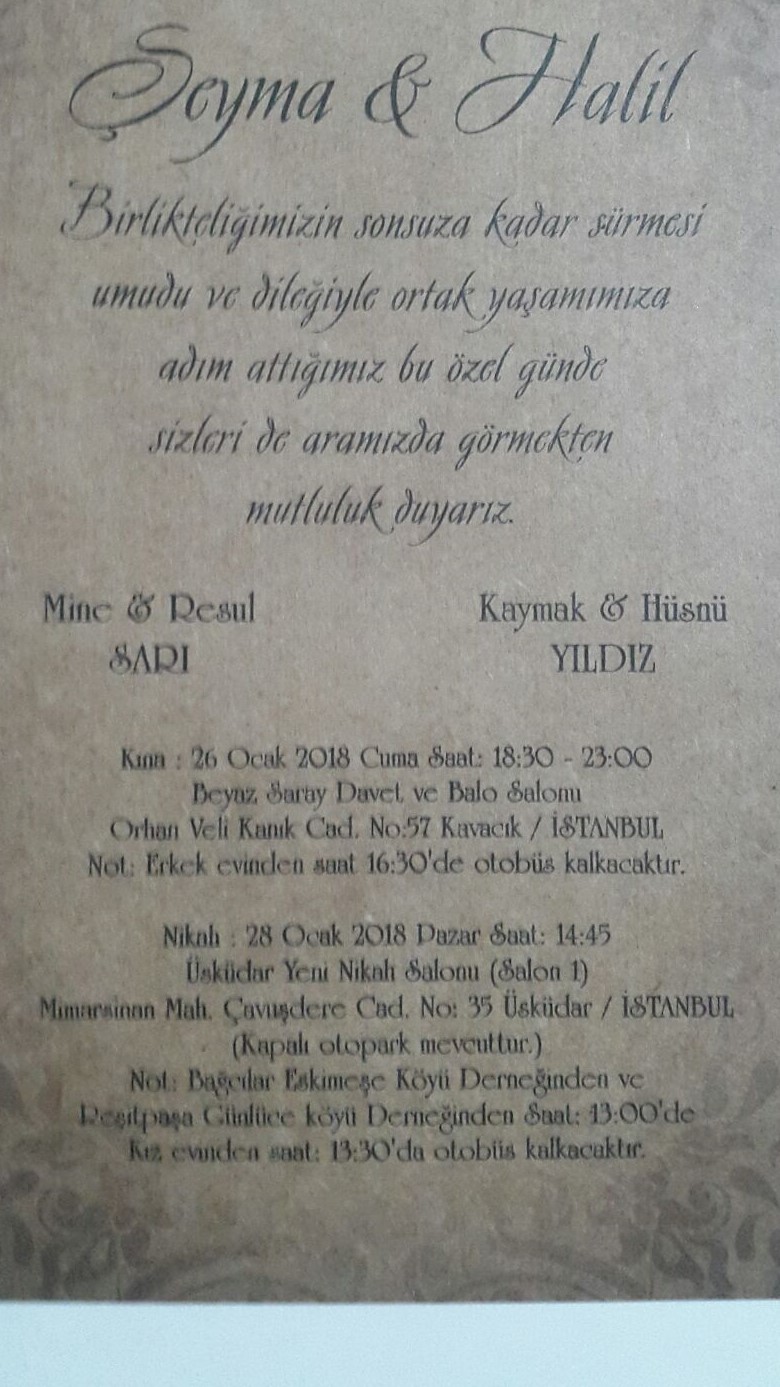 Şeyma & Halil
Birlikteliğimizin sonsuza kadar sürmesi
umudu ve dileğiyle ortak yaşamımıza
adım attığımız bu özel günde
sizleri de aramızda görmekten
mutluluk duyarız.
Mine & Resul
SARI
Kaymak & Hüsnü
YILDIZ
Kına : 26 Ocak 2018 Cuma Saat: 18:30 - 23:00
Beyaz Saray Davet ve Balo Salonu
Orhan Veli Kanık Cad. No:57 Kavacık / İSTANBUL
Not: Erkek evinden saat 16:30'de otobüs kalkacaktır.
Nikah : 28 Ocak 2018 Pazar Saat: 14:45
Üsküdar Yeni Nikah Salonu (Salon 1)
Mimarsinan Mah. Çavuşdere Cad. No: 35 Üsküdar / İSTANBUL
(Kapalı otopark mevcuttur.)
Not: Bağcılar Eskimeşe Köyü Derneğinden ve
Reşitpaşa Günlüce köyü Derneğinden Saat: 13:00'de
Kız evinden saat: 13:30'da otobüs kalkacaktır.